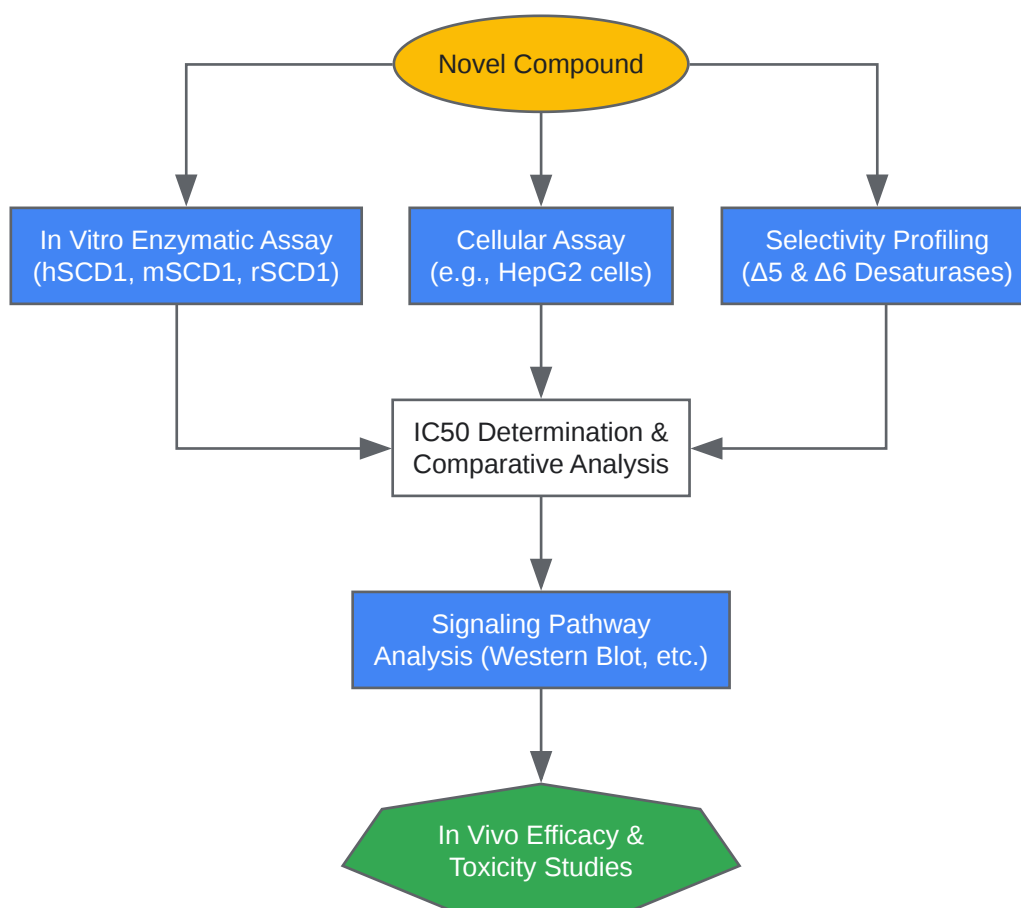 Novel Compound
In Vitro Enzymatic Assay
(hSCD1, mSCD1, rSCD1)
Cellular Assay
(e.g., HepG2 cells)
Selectivity Profiling
(Δ5 & Δ6 Desaturases)
IC50 Determination &
Comparative Analysis
Signaling Pathway
Analysis (Western Blot, etc.)
In Vivo Efficacy &
Toxicity Studies